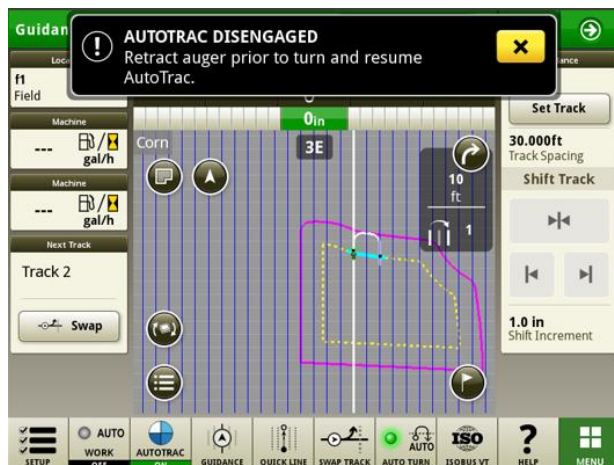 Guidan
AUTOTRAC DISENGAGED
Retract auger prior to turn and resume
AutoTrac.
Loca
f1
Field
Machine
---
gal/h
Machine
---
gal/h
Next Track
Track 2
Swap
0in
Corn
3E
10
ft
1
ance
Set Track
30.000ft
Track Spacing
Shift Track
1.0 in
Shift Increment
SETUP
AUTO
WORK
OFF
AUTOTRAC
ON
GUIDANCE
QUICK LINE
SWAP TRACK
AUTO
AUTO TURN
ISO
ISOBUS VT
?
HELP
MENU